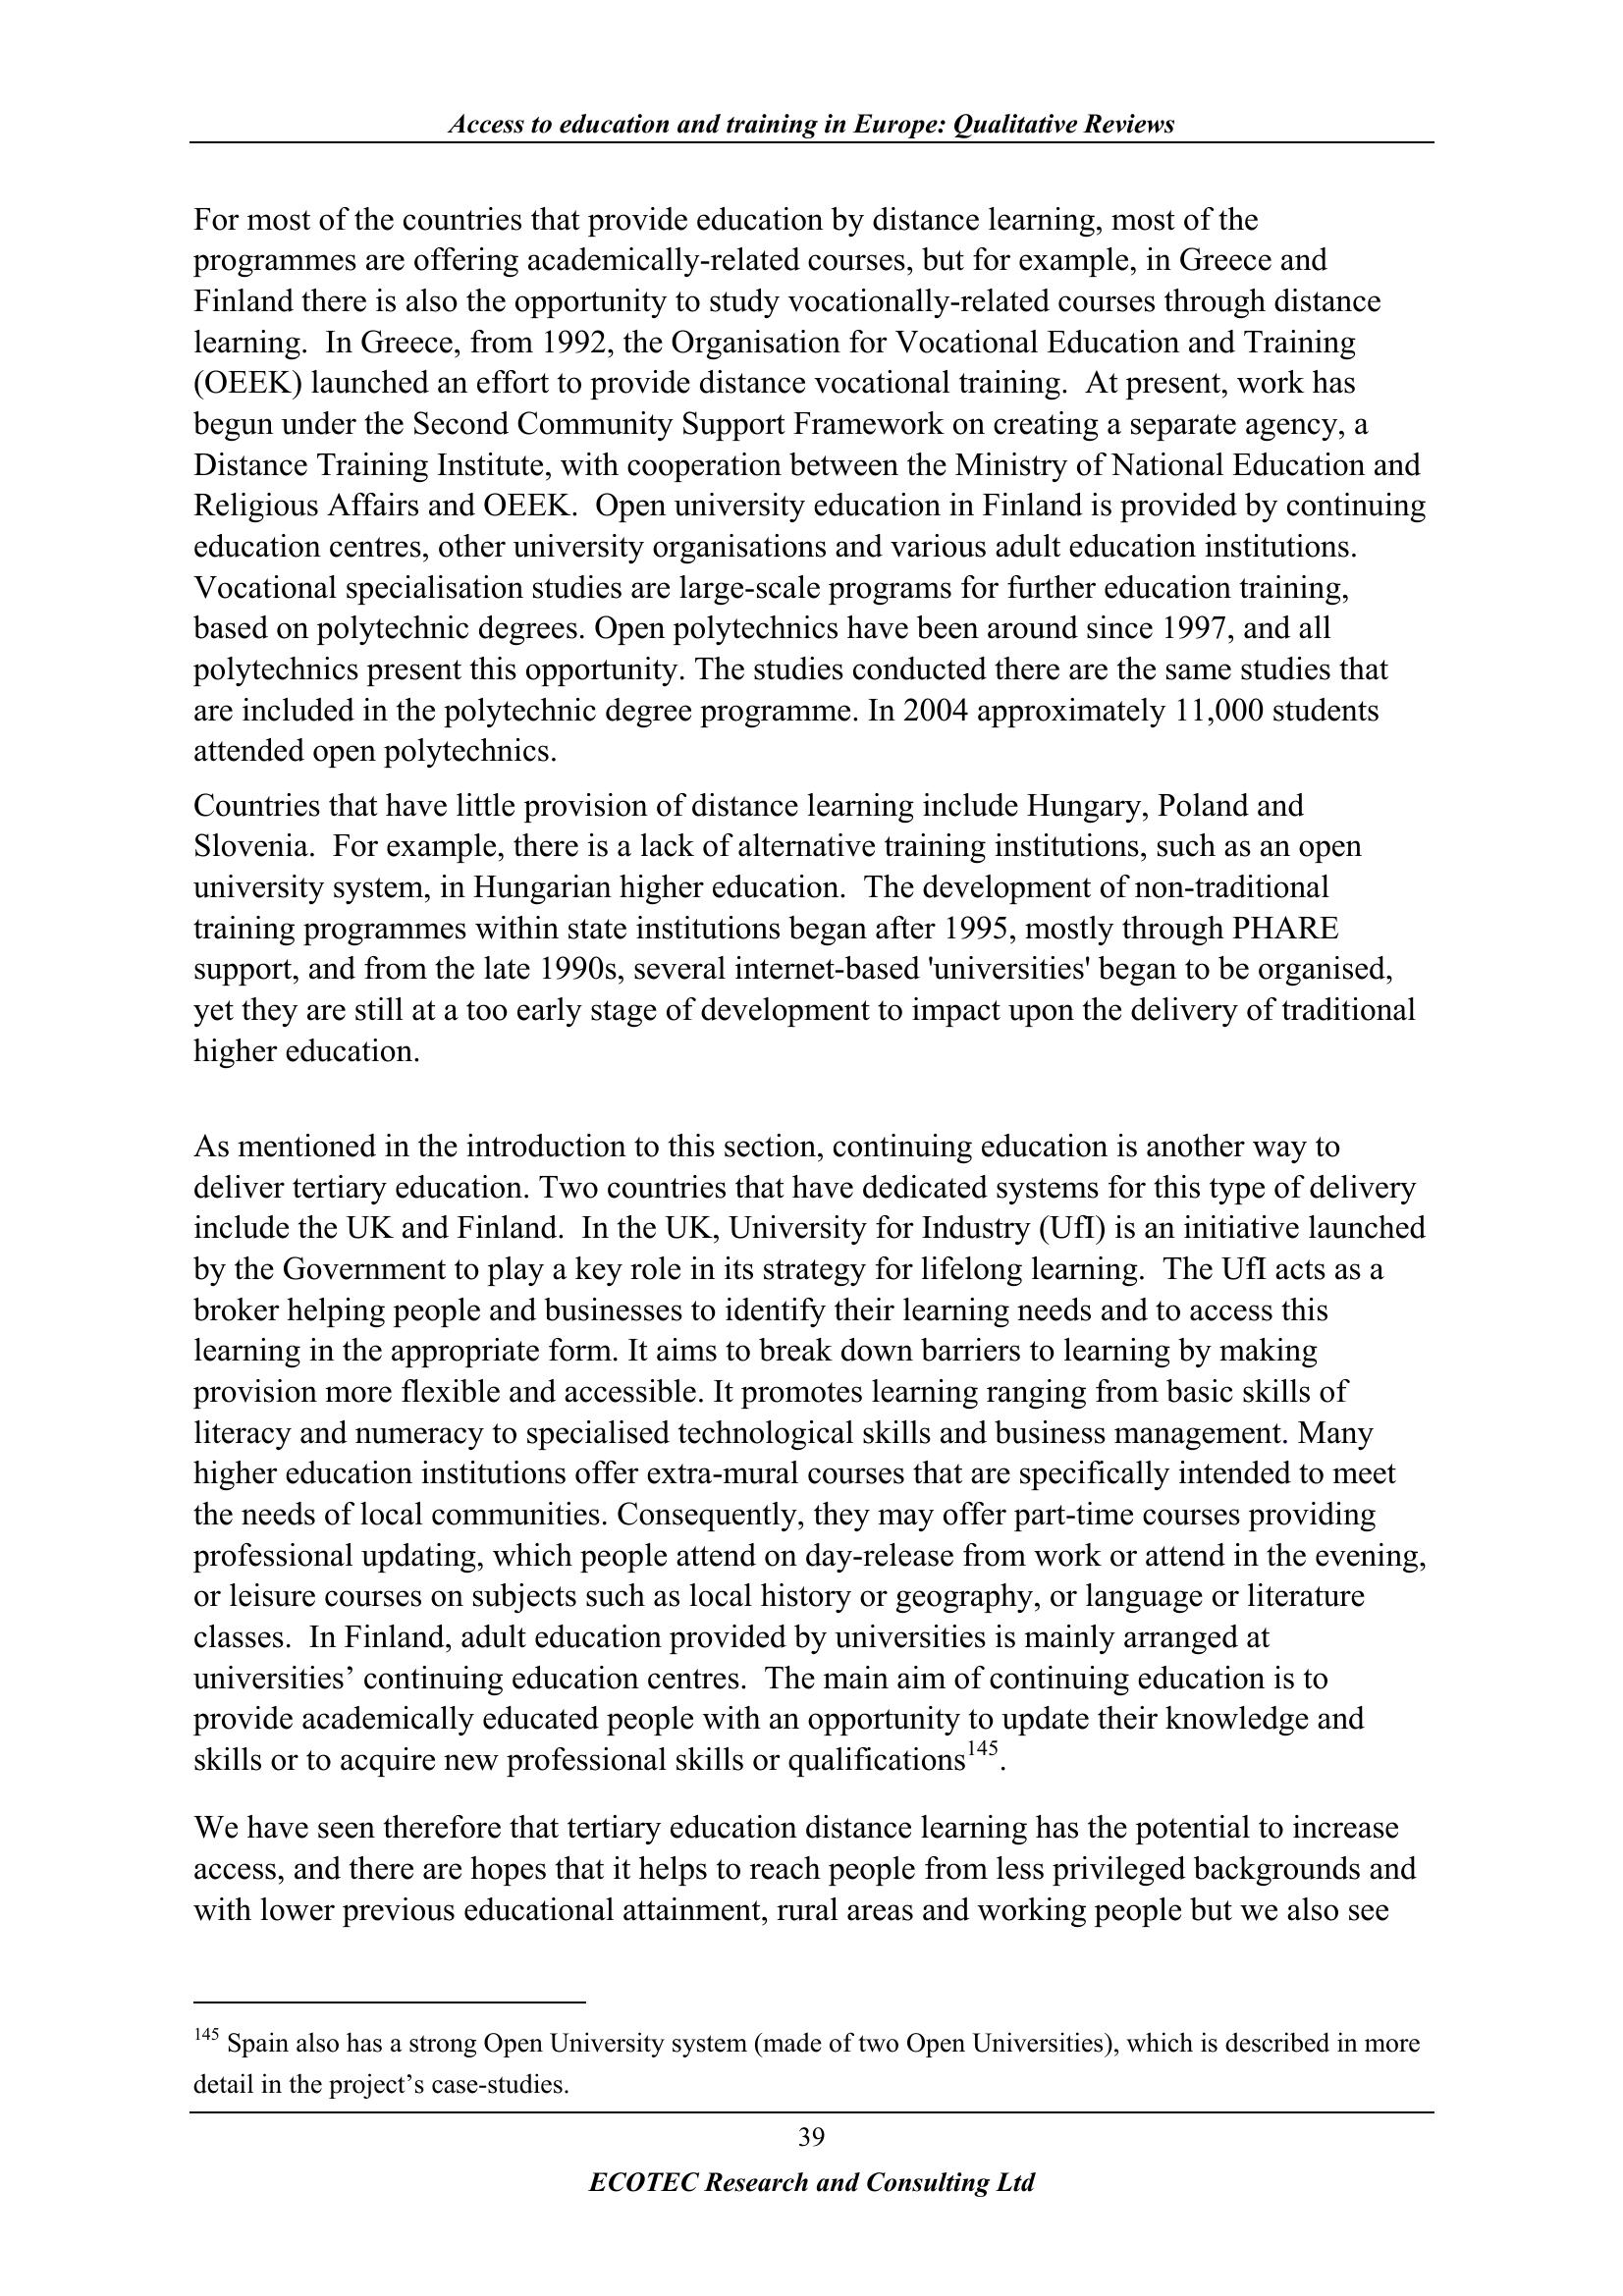 Access to education and training in Europe: Qualitative Reviews
For most of the countries that provide education by distance learning, most of the
programmes are offering academically-related courses, but for example, in Greece and
Finland there is also the opportunity to study vocationally-related courses through distance
learning.  In Greece, from 1992, the Organisation for Vocational Education and Training
(OEEK) launched an effort to provide distance vocational training.  At present, work has
begun under the Second Community Support Framework on creating a separate agency, a
Distance Training Institute, with cooperation between the Ministry of National Education and
Religious Affairs and OEEK.  Open university education in Finland is provided by continuing
education centres, other university organisations and various adult education institutions.
Vocational specialisation studies are large-scale programs for further education training,
based on polytechnic degrees. Open polytechnics have been around since 1997, and all
polytechnics present this opportunity. The studies conducted there are the same studies that
are included in the polytechnic degree programme. In 2004 approximately 11,000 students
attended open polytechnics.
Countries that have little provision of distance learning include Hungary, Poland and
Slovenia.  For example, there is a lack of alternative training institutions, such as an open
university system, in Hungarian higher education.  The development of non-traditional
training programmes within state institutions began after 1995, mostly through PHARE
support, and from the late 1990s, several internet-based 'universities' began to be organised,
yet they are still at a too early stage of development to impact upon the delivery of traditional
higher education.
As mentioned in the introduction to this section, continuing education is another way to
deliver tertiary education. Two countries that have dedicated systems for this type of delivery
include the UK and Finland.  In the UK, University for Industry (UfI) is an initiative launched
by the Government to play a key role in its strategy for lifelong learning.  The UfI acts as a
broker helping people and businesses to identify their learning needs and to access this
learning in the appropriate form. It aims to break down barriers to learning by making
provision more flexible and accessible. It promotes learning ranging from basic skills of
literacy and numeracy to specialised technological skills and business management. Many
higher education institutions offer extra-mural courses that are specifically intended to meet
the needs of local communities. Consequently, they may offer part-time courses providing
professional updating, which people attend on day-release from work or attend in the evening,
or leisure courses on subjects such as local history or geography, or language or literature
classes.  In Finland, adult education provided by universities is mainly arranged at
universities’ continuing education centres.  The main aim of continuing education is to
provide academically educated people with an opportunity to update their knowledge and
skills or to acquire new professional skills or qualifications145.
We have seen therefore that tertiary education distance learning has the potential to increase
access, and there are hopes that it helps to reach people from less privileged backgrounds and
with lower previous educational attainment, rural areas and working people but we also see
145 Spain also has a strong Open University system (made of two Open Universities), which is described in more
detail in the project’s case-studies.
39
ECOTEC Research and Consulting Ltd